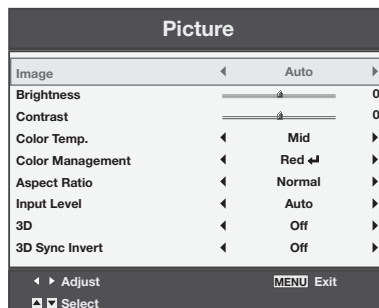 Picture
Image Auto
Brightness 0
Contrast 0
Color Temp. Mid
Color Management Red
Aspect Ratio Normal
Input Level Auto
3D Off
3D Sync Invert Off
Adjust MENU Exit
Select